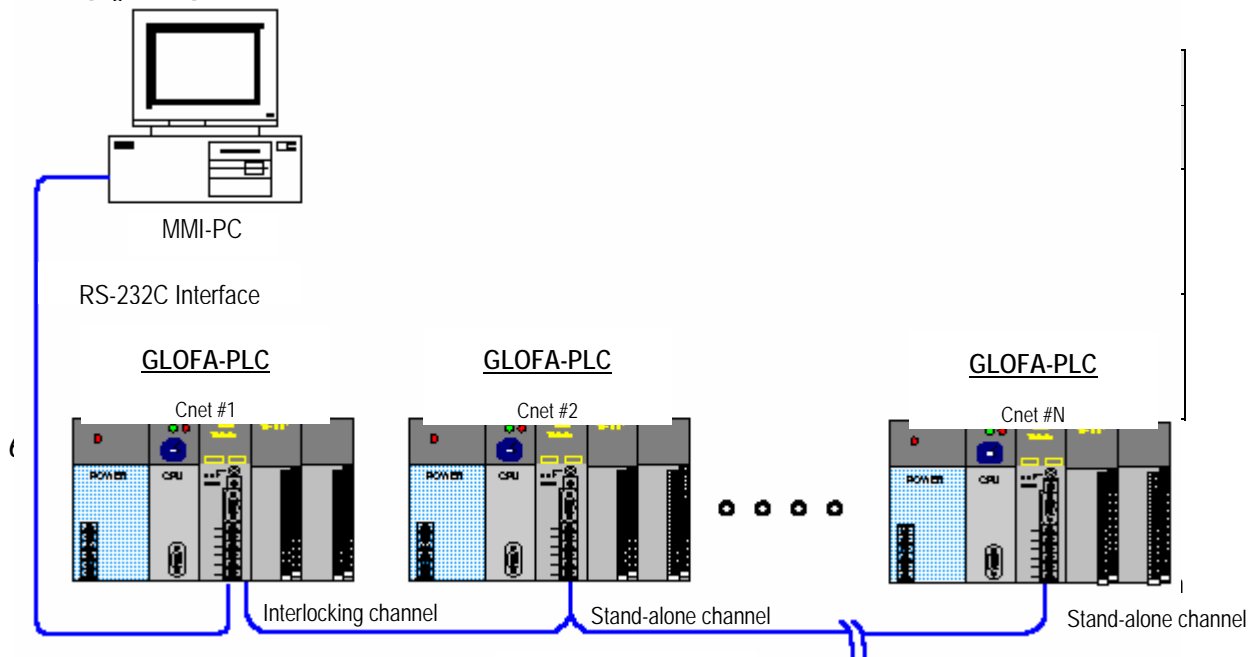 MMI-PC
RS-232C Interface
GLOFA-PLC
GLOFA-PLC
GLOFA-PLC
Cnet #1
Cnet #2
Cnet #N
POWER
CPU
POWER
CPU
POWER
CPU
Interlocking channel
Stand-alone channel
Stand-alone channel